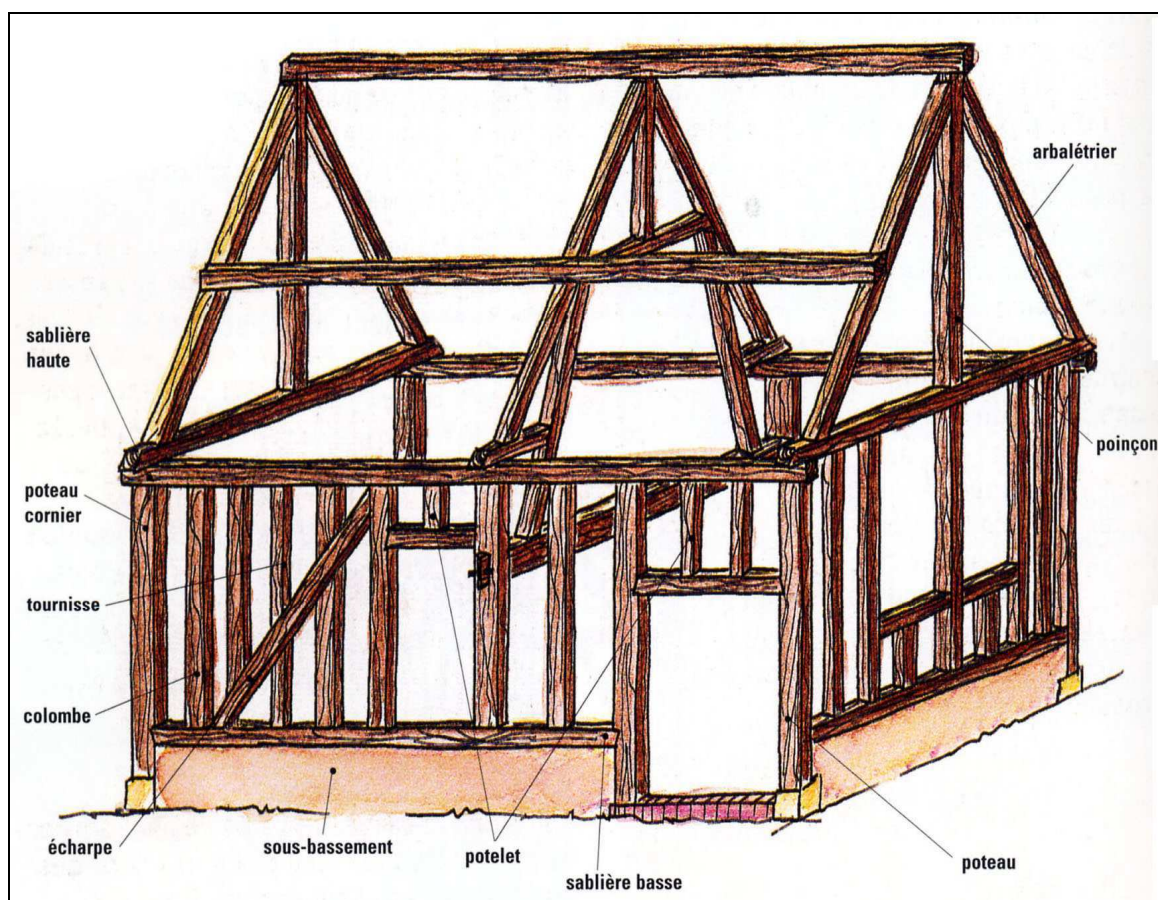 arbalétrier
sablière
haute
poinçon
poteau
cornier
tournisse
colombe
écharpe
sous-bassement
potelet
sablière basse
poteau